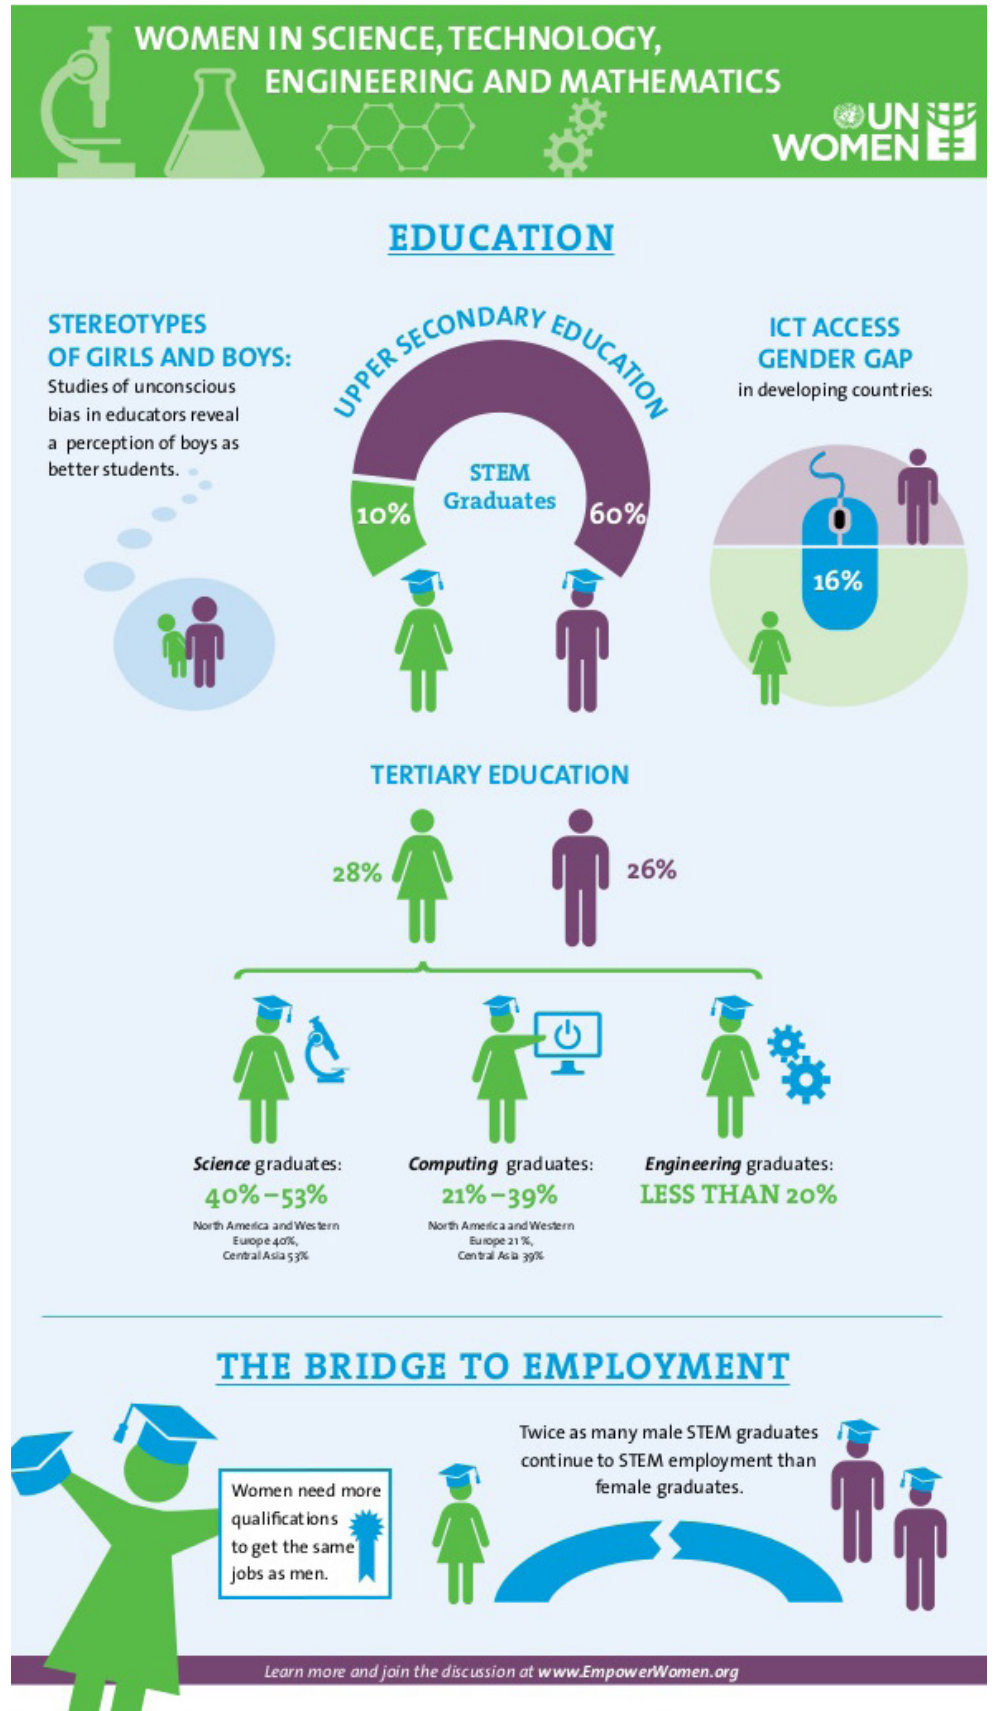 WOMEN IN SCIENCE, TECHNOLOGY,
ENGINEERING AND MATHEMATICS
UN
WOMEN
EDUCATION
STEREOTYPES
OF GIRLS AND BOYS:
Studies of unconscious
bias in educators reveal
a perception of boys as
better students.
UPPER SECONDARY EDUCATION
STEM
Graduates
10%
60%
ICT ACCESS
GENDER GAP
in developing countries:
16%
TERTIARY EDUCATION
28%
26%
Science graduates:
40% – 53%
North America and Western
Europe 40%,
Central Asia 53%
Computing graduates:
21% – 39%
North America and Western
Europe 21 %,
Central Asia 39%
Engineering graduates:
LESS THAN 20%
THE BRIDGE TO EMPLOYMENT
Women need more
qualifications
to get the same
jobs as men.
Twice as many male STEM graduates
continue to STEM employment than
female graduates.
Learn more and join the discussion at www.EmpowerWomen.org